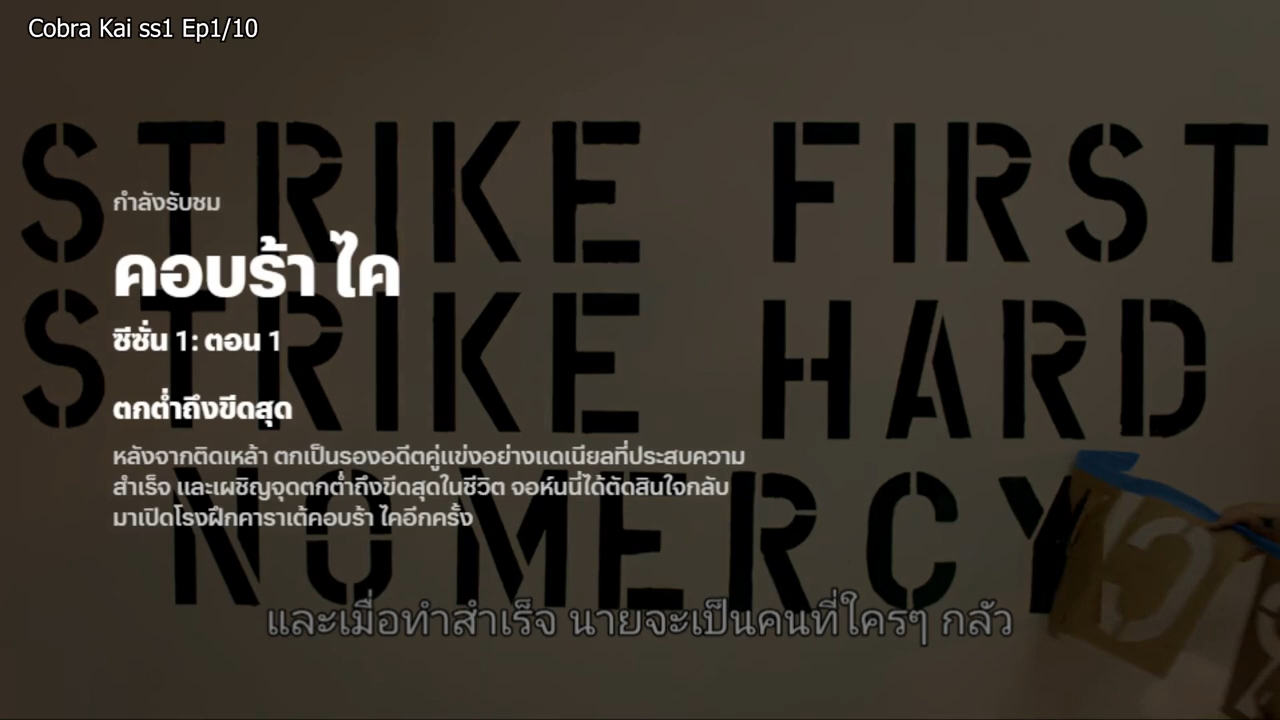 Cobra Kai ss1 Ep1/10
STRIKE FIRST
กำลังรับชม
คอบร้า ไค
STRIKE HARD
ซีซั่น 1: ตอน 1
ตกต่ำถึงขีดสุด
หลังจากติดเหล้า ตกเป็นรองอดีตคู่แข่งอย่างแดเนียลที่ประสบความ
สำเร็จ และเผชิญจุดตกต่ำถึงขีดสุดในชีวิต จอห์นนี่ได้ตัดสินใจกลับ
มาเปิดโรงฝึกคาราเต้คอบร้า ไคอีกครั้ง
NO MERCY
และเมื่อทำสำเร็จ นายจะเป็นคนที่ใครๆ กลัว